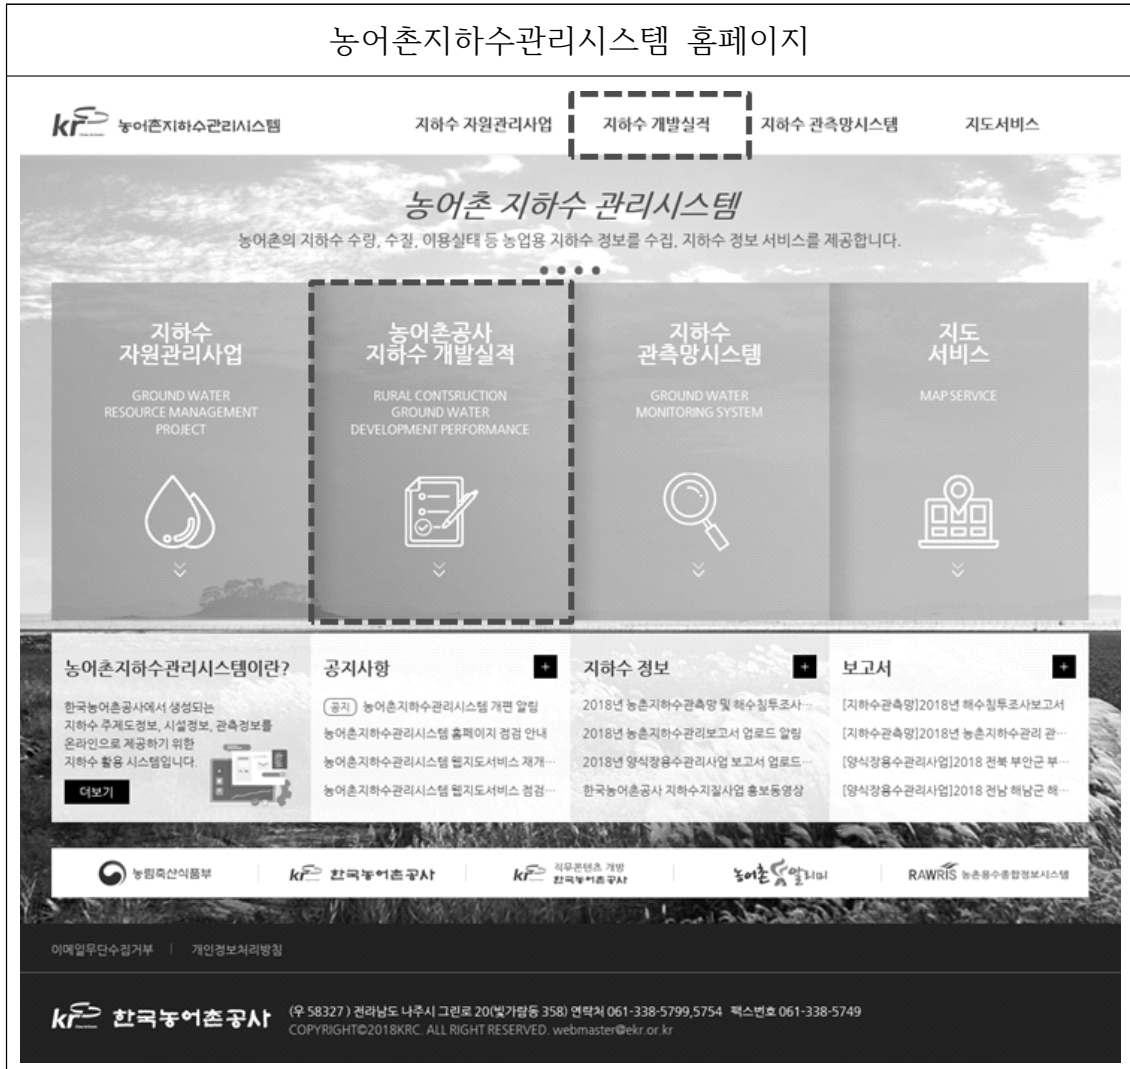 농어촌지하수관리시스템 홈페이지
kr 농어촌지하수관리시스템
지하수 자원관리사업
지하수 개발실적
지하수 관측망시스템
지도서비스
농어촌 지하수 관리시스템
농어촌의 지하수 수량, 수질, 이용실태 등 농업용 지하수 정보를 수집, 지하수 정보 서비스를 제공합니다.
지하수
자원관리사업
GROUND WATER
RESOURCE MANAGEMENT
PROJECT
농어촌공사
지하수 개발실적
RURAL CONTSRUCTION
GROUND WATER
DEVELOPMENT PERFORMANCE
지하수
관측망시스템
GROUND WATER
MONITORING SYSTEM
지도
서비스
MAP SERVICE
농어촌지하수관리시스템이란?
한국농어촌공사에서 생성되는
지하수 주제도정보, 시설정보, 관측정보를
온라인으로 제공하기 위한
지하수 활용 시스템입니다.
더보기
공지사항 +
공지 농어촌지하수관리시스템 개편 알림
농어촌지하수관리시스템 홈페이지 점검 안내
농어촌지하수관리시스템 웹지도서비스 재개…
농어촌지하수관리시스템 웹지도서비스 점검…
지하수 정보 +
2018년 농촌지하수관측망 및 해수침투조사…
2018년 농촌지하수관리보고서 업로드 알림
2018년 양식장용수관리사업 보고서 업로드…
한국농어촌공사 지하수지질사업 홍보동영상
보고서 +
[지하수관측망]2018년 해수침투조사보고서
[지하수관측망]2018년 농촌지하수관리 관…
[양식장용수관리사업]2018 전북 부안군 부…
[양식장용수관리사업]2018 전남 해남군 해…
농림축산식품부
kr 한국농어촌공사
kr 직무콘텐츠 개발
한국농어촌공사
농어촌 알리미
RAWRIS 농촌용수종합정보시스템
이메일무단수집거부 | 개인정보처리방침
kr 한국농어촌공사
(우 58327 ) 전라남도 나주시 그린로 20(빛가람동 358) 연락처 061-338-5799,5754 팩스번호 061-338-5749
COPYRIGHT©2018KRC. ALL RIGHT RESERVED. webmaster@ekr.or.kr